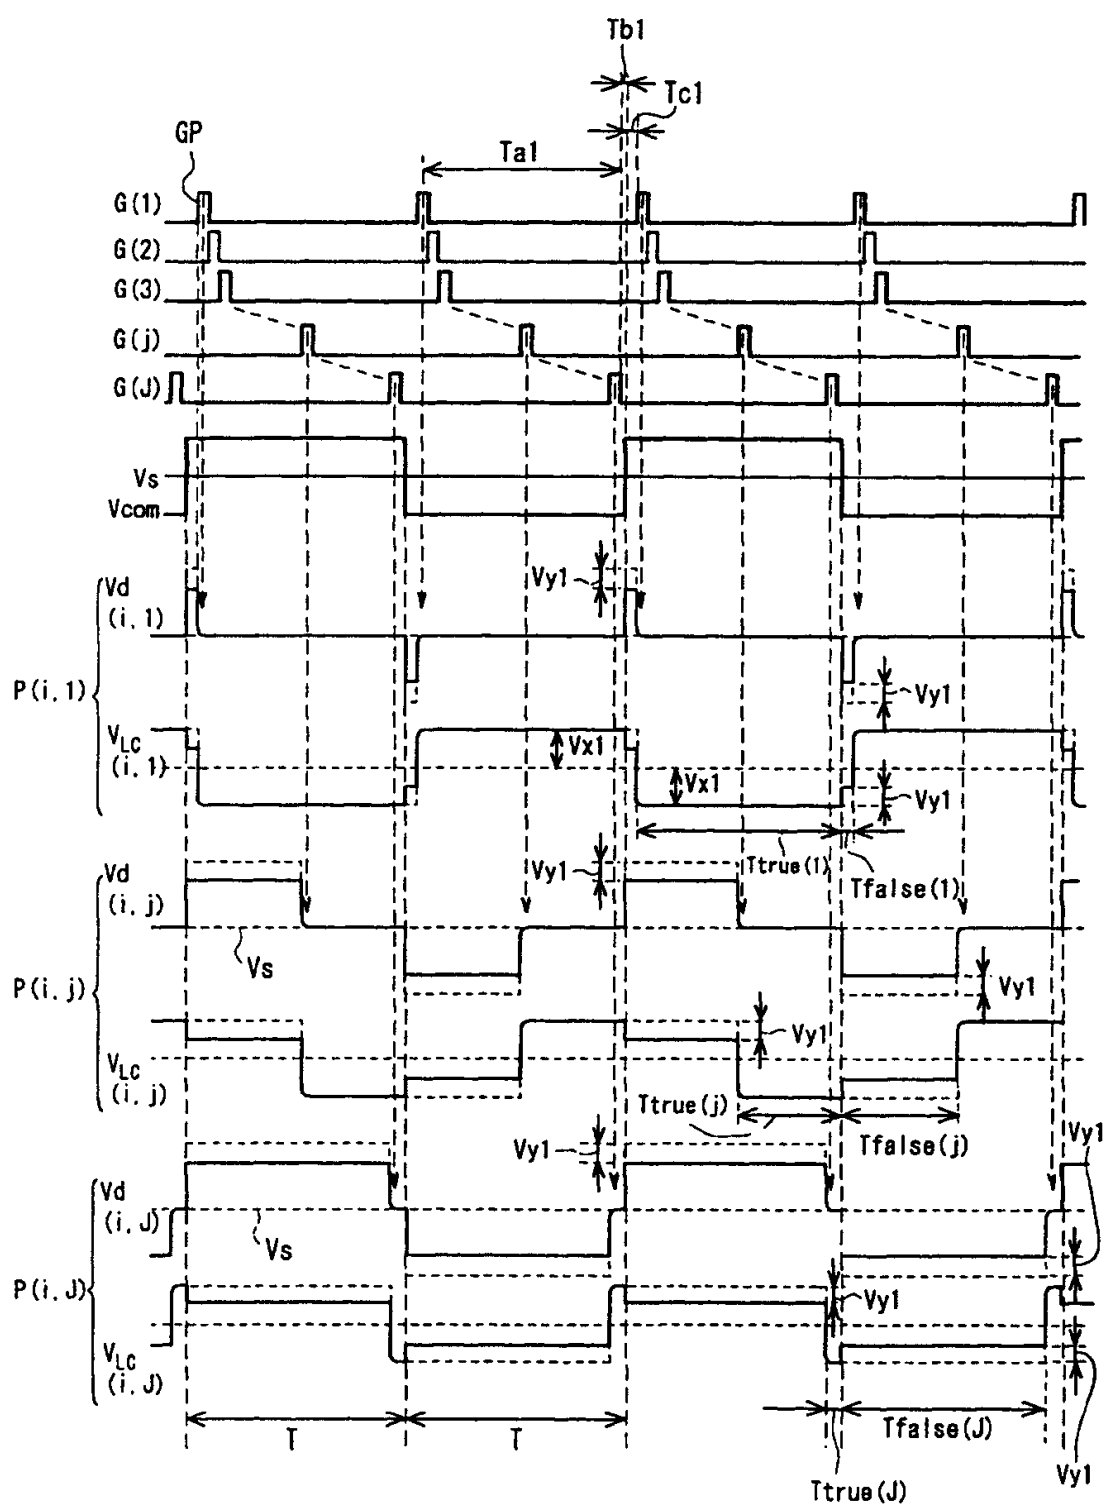 Tb1
Tc1
GP
Ta1
G(1)
G(2)
G(3)
G(j)
G(J)
Vs
Vcom
Vd
(i,1)
Vy1
P(i,1)
Vy1
VLC
(i,1)
Vx1
Vx1
Vy1
Ttrue(1)
Tfalse(1)
Vd
(i,j)
Vy1
Vs
P(i,j)
Vy1
Vy1
VLC
(i,j)
Ttrue(j)
Tfalse(j)
Vy1
Vy1
Vd
(i,J)
Vs
P(i,J)
Vy1
VLC
(i,J)
T
T
Tfalse(J)
Vy1
Ttrue(J)